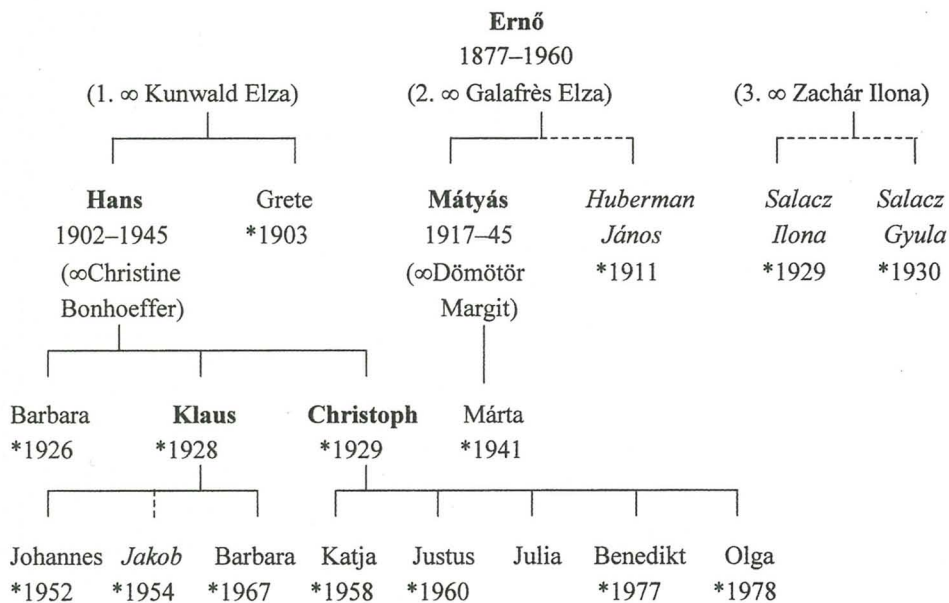 Ernő
1877–1960
(1. ∞ Kunwald Elza) (2. ∞ Galafrès Elza) (3. ∞ Zachár Ilona)
Hans Grete Mátyás Huberman Salacz Salacz
1902–1945 *1903 1917–45 János Ilona Gyula
(∞Christine (∞Dömötör *1911 *1929 *1930
Bonhoeffer) Margit)
Barbara Klaus Christoph Márta
*1926 *1928 *1929 *1941
Johannes Jakob Barbara Katja Justus Julia Benedikt Olga
*1952 *1954 *1967 *1958 *1960 *1977 *1978